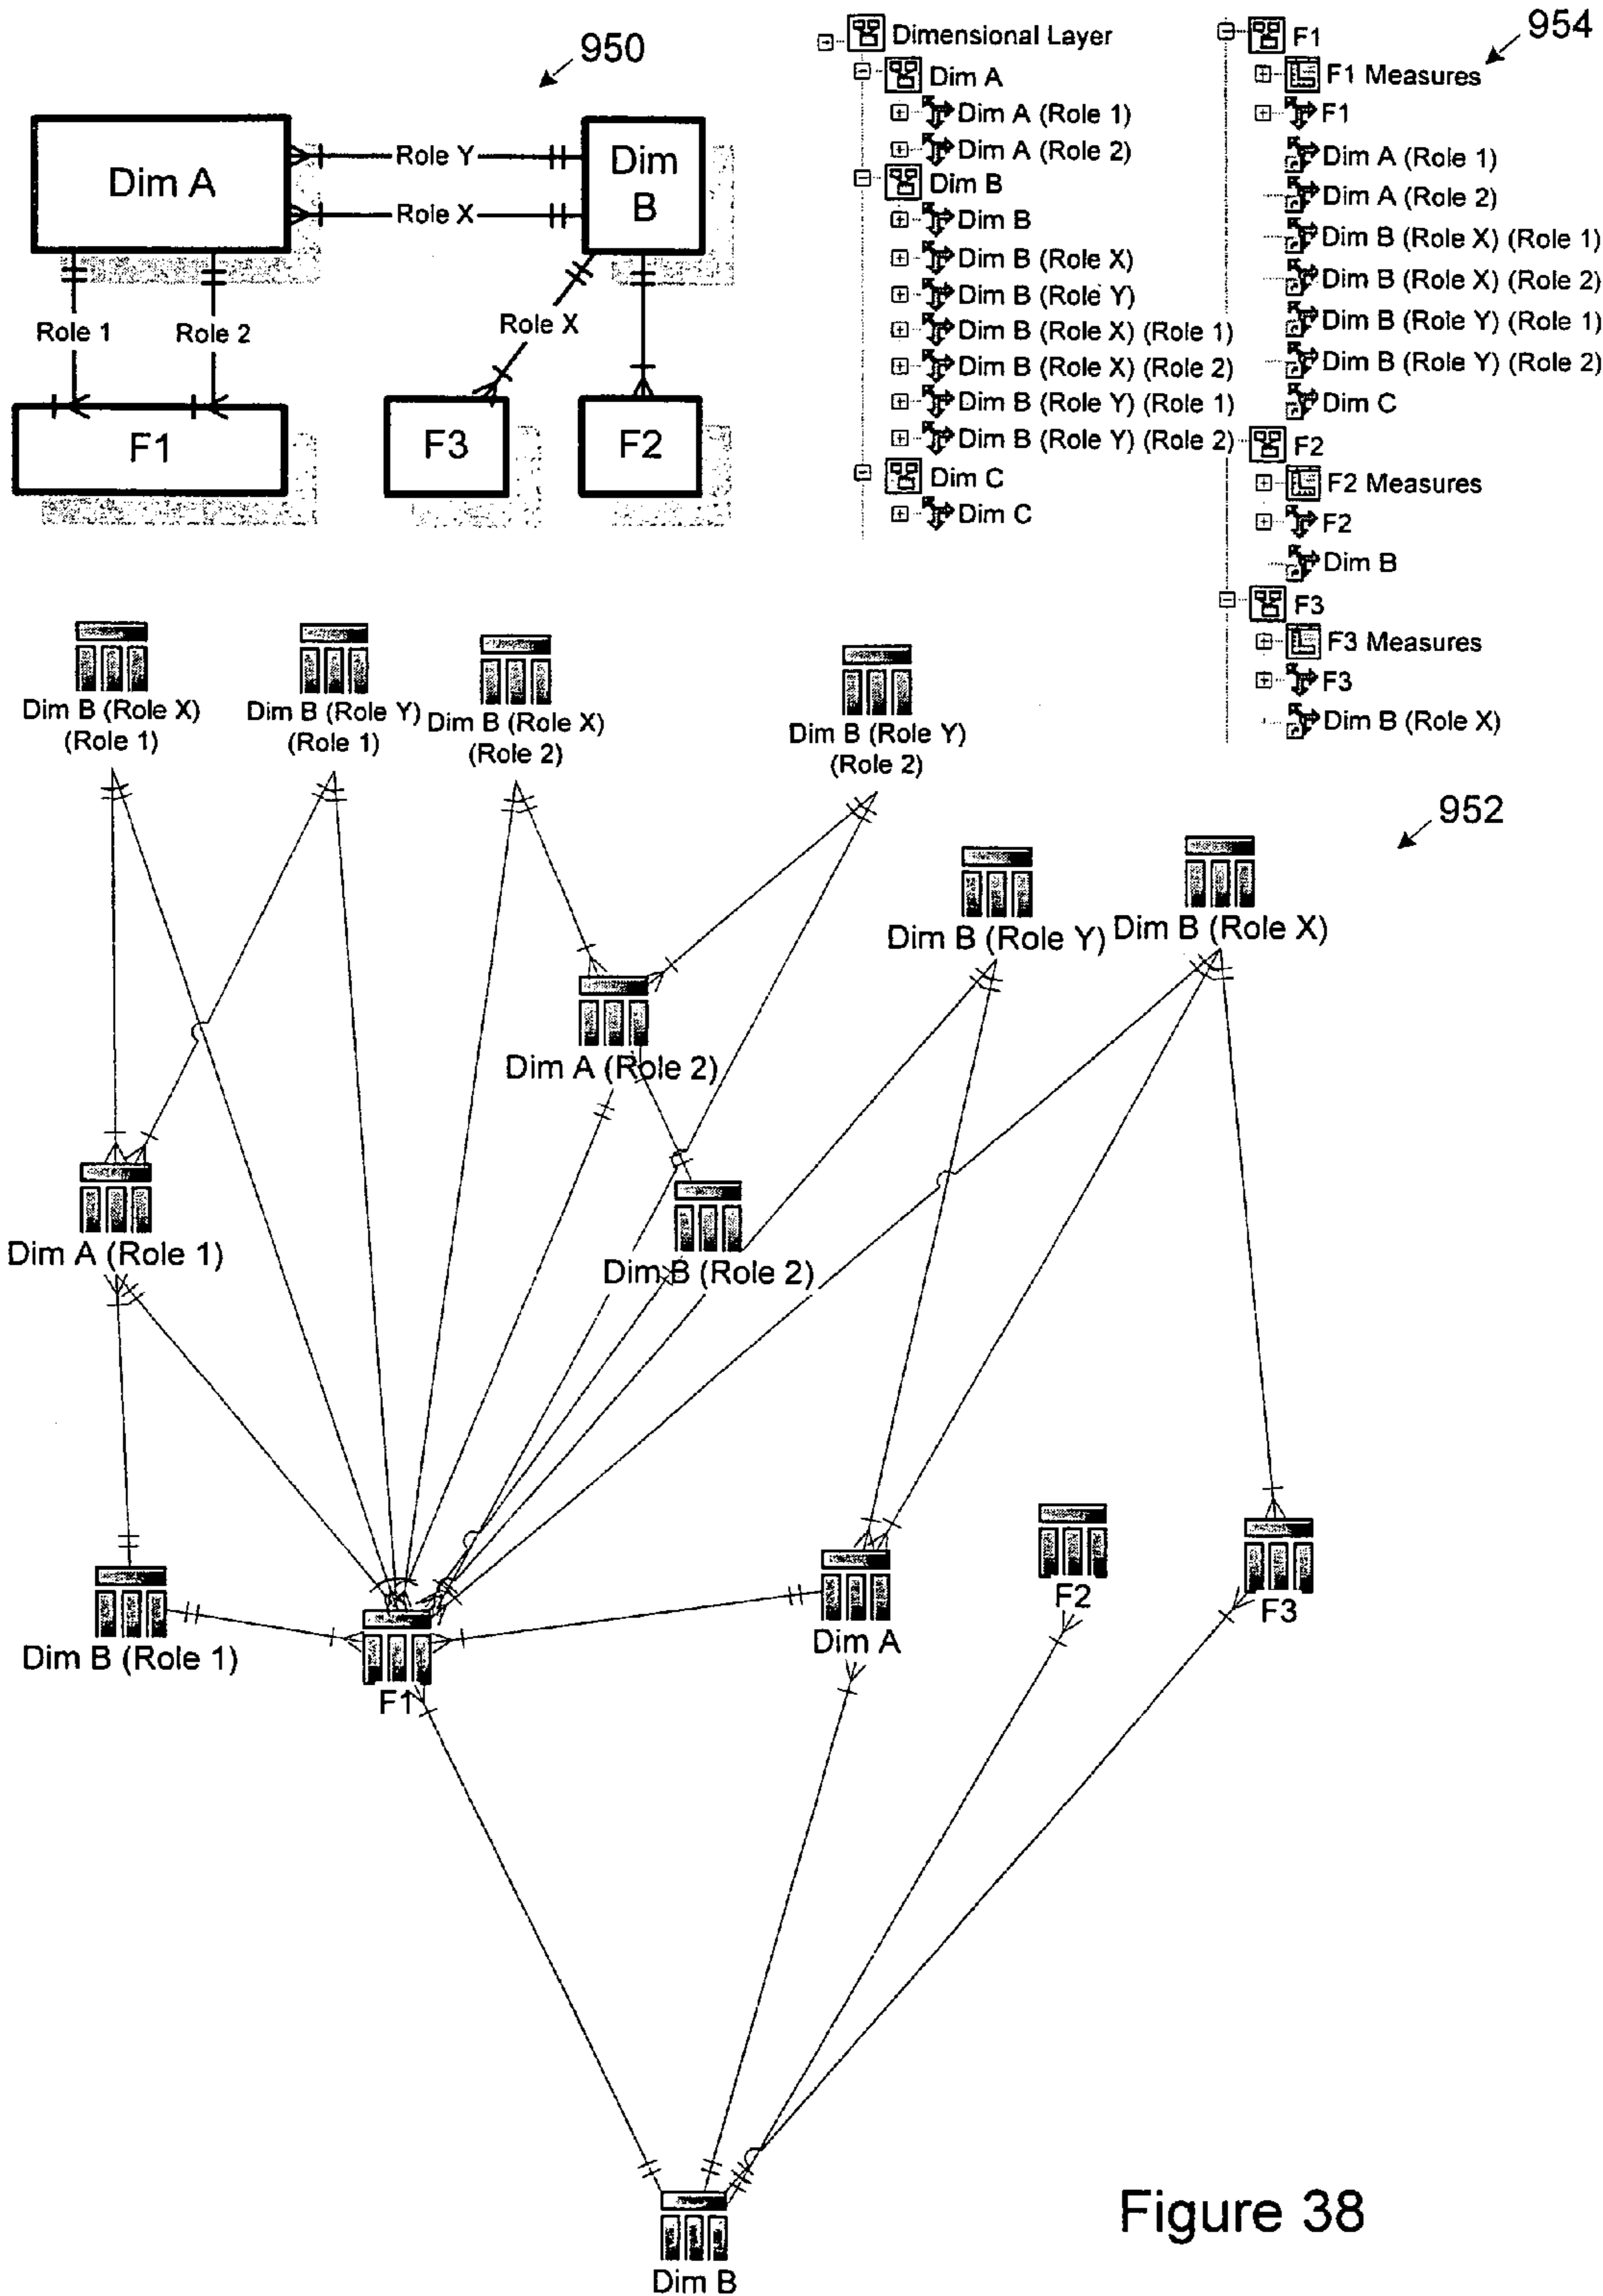 950
Dim A
Role Y
Role X
Dim
B
Role 1
Role 2
Role X
F1
F3
F2
Dimensional Layer
Dim A
Dim A (Role 1)
Dim A (Role 2)
Dim B
Dim B
Dim B (Role X)
Dim B (Role Y)
Dim B (Role X) (Role 1)
Dim B (Role X) (Role 2)
Dim B (Role Y) (Role 1)
Dim B (Role Y) (Role 2)
Dim C
Dim C
954
F1
F1 Measures
F1
Dim A (Role 1)
Dim A (Role 2)
Dim B (Role X) (Role 1)
Dim B (Role X) (Role 2)
Dim B (Role Y) (Role 1)
Dim B (Role Y) (Role 2)
Dim C
F2
F2 Measures
F2
Dim B
F3
F3 Measures
F3
Dim B (Role X)
Dim B (Role X)
(Role 1)
Dim B (Role Y)
(Role 1)
Dim B (Role X)
(Role 2)
Dim B (Role Y)
(Role 2)
952
Dim B (Role Y)
Dim B (Role X)
Dim A (Role 2)
Dim A (Role 1)
Dim B (Role 2)
Dim B (Role 1)
F1
Dim A
F2
F3
Dim B
Figure 38